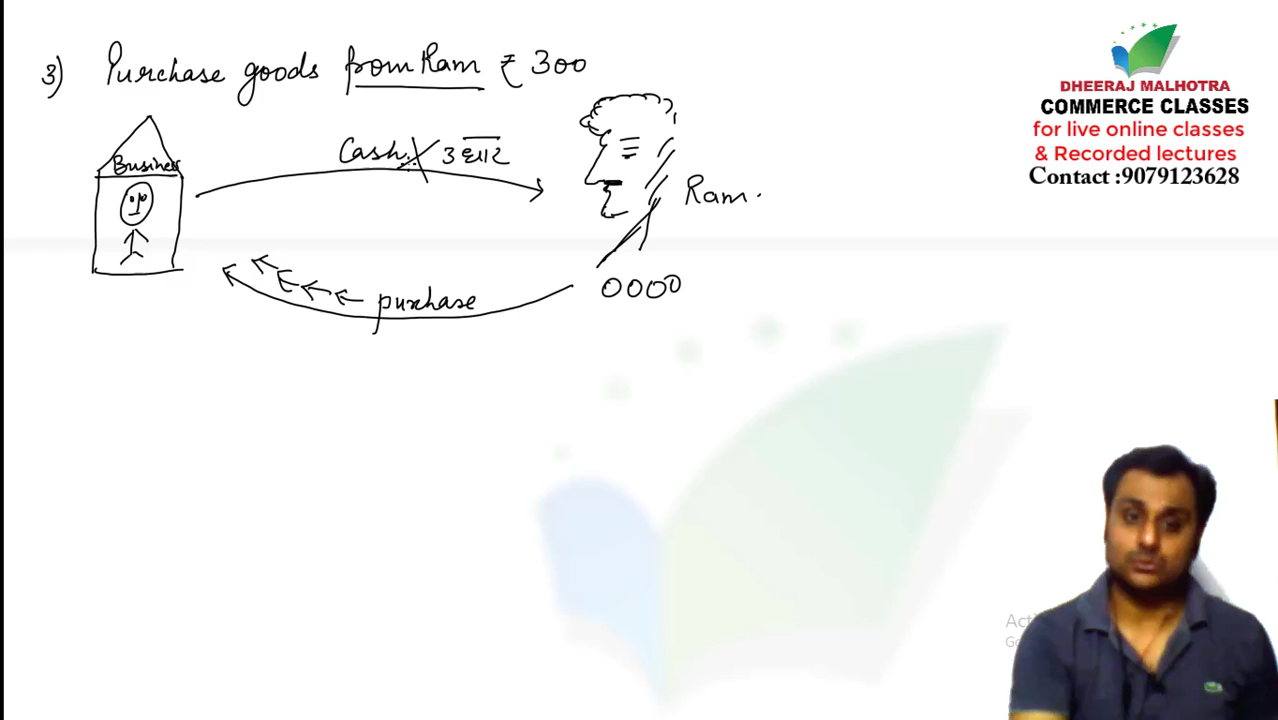 3) Purchase goods from Ram ₹ 300
Business
Cash X उधार
Ram.
purchase
0000
DHEERAJ MALHOTRA
COMMERCE CLASSES
for live online classes
& Recorded lectures
Contact :9079123628